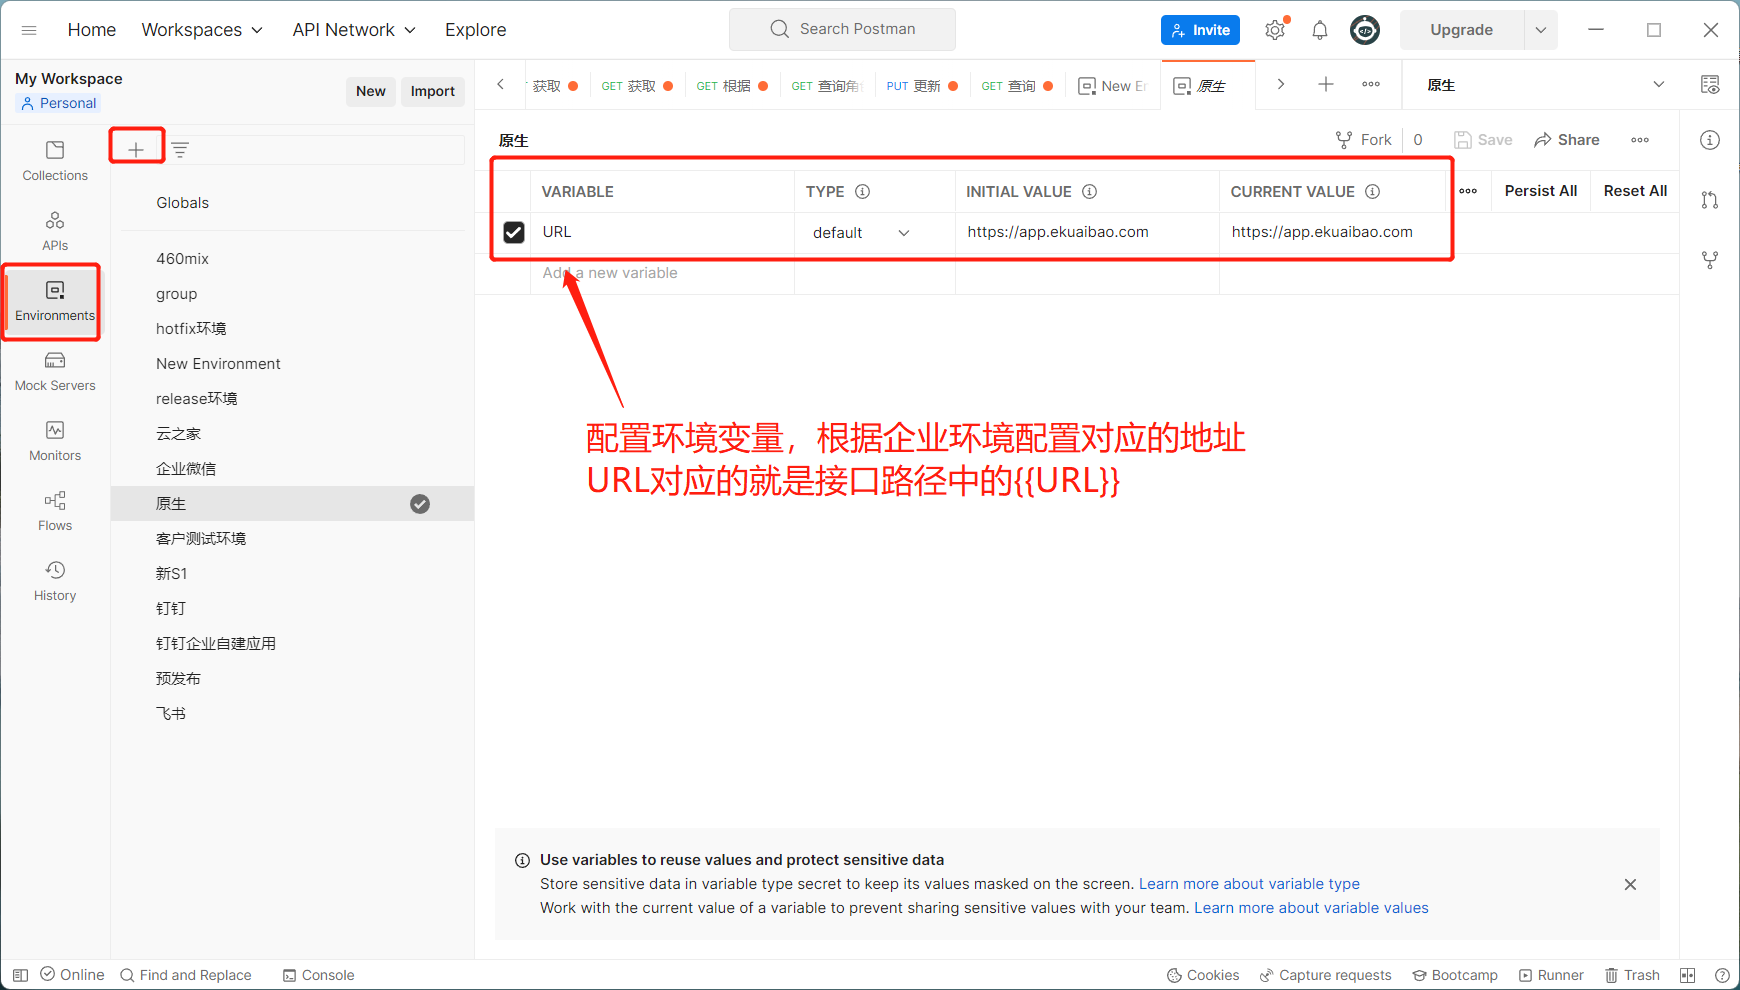 Home
Workspaces
API Network
Explore
Search Postman
Invite
Upgrade
My Workspace
Personal
New
Import
获取
GET 获取
GET 根据
GET 查询角
PUT 更新
GET 查询
New E
原生
原生
Collections
APIs
Environments
Mock Servers
Monitors
Flows
History
Globals
460mix
group
hotfix环境
New Environment
release环境
云之家
企业微信
原生
客户测试环境
新S1
钉钉
钉钉企业自建应用
预发布
飞书
原生
Fork
0
Save
Share
VARIABLE
TYPE
INITIAL VALUE
CURRENT VALUE
Persist All
Reset All
URL
default
https://app.ekuaibao.com
https://app.ekuaibao.com
Add a new variable
配置环境变量，根据企业环境配置对应的地址
URL对应的就是接口路径中的{{URL}}
Use variables to reuse values and protect sensitive data
Store sensitive data in variable type secret to keep its values masked on the screen. Learn more about variable type
Work with the current value of a variable to prevent sharing sensitive values with your team. Learn more about variable values
Online
Find and Replace
Console
Cookies
Capture requests
Bootcamp
Runner
Trash